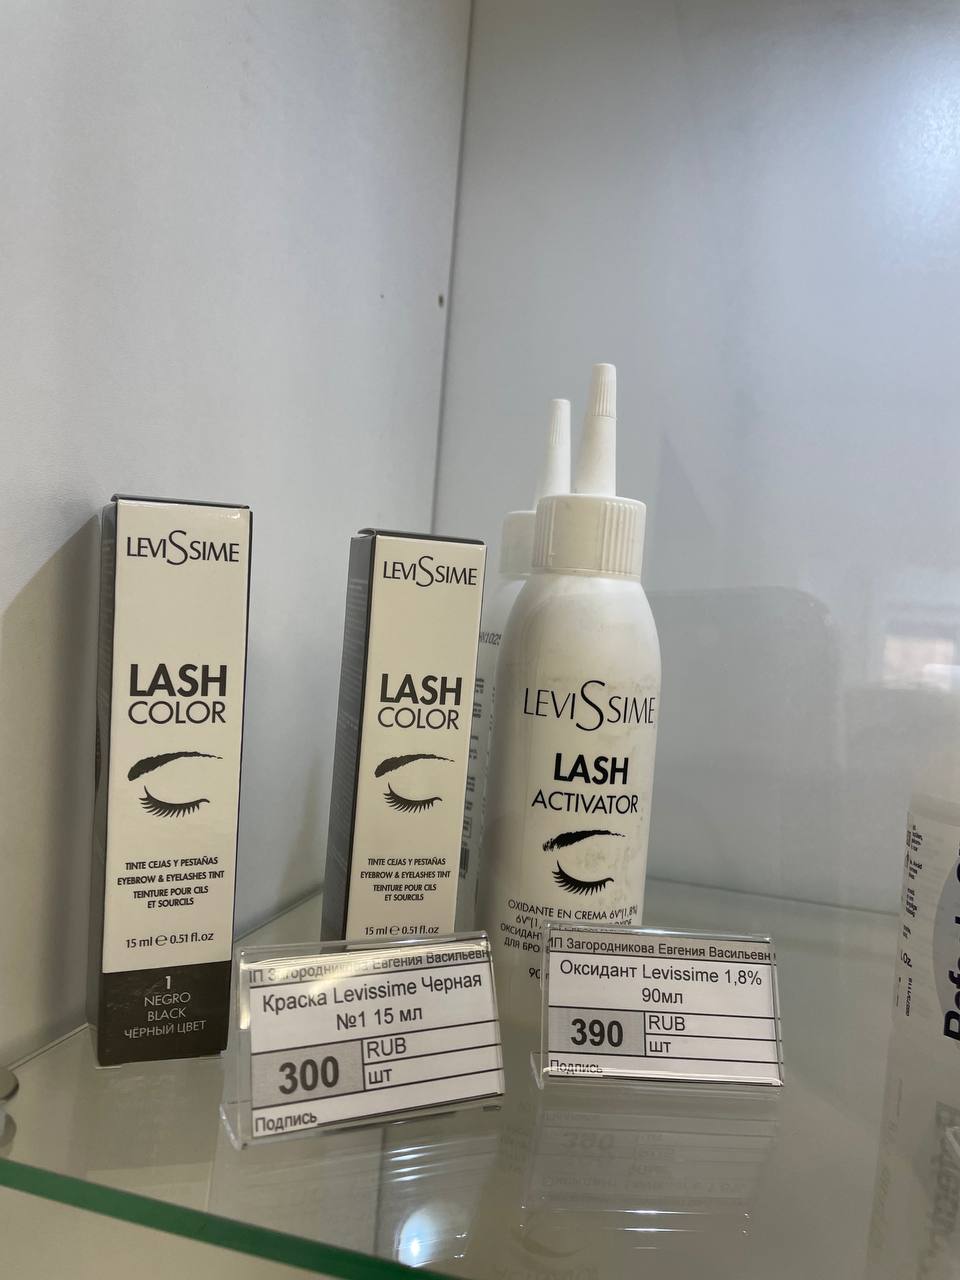 LEVISSIME
LASH
COLOR
TINTE CEJAS Y PESTAÑAS
EYEBROW & EYELASHES TINT
TEINTURE POUR CILS
ET SOURCILS
15 ml ℮ 0.51 fl.oz
1
NEGRO
BLACK
ЧЁРНЫЙ ЦВЕТ
LEVISSIME
LASH
COLOR
TINTE CEJAS Y PESTAÑAS
EYEBROW & EYELASHES TINT
TEINTURE POUR CILS
ET SOURCILS
15 ml ℮ 0.51 fl.oz
LEVISSIME
LASH
ACTIVATOR
OXIDANTE EN CREMA 6V°(1,8%)
ИП Загородникова Евгения Васильевн
Краска Levissime Черная
№1 15 мл
300
RUB
шт
Подпись
ИП Загородникова Евгения Васильевн
Оксидант Levissime 1,8%
90мл
390
RUB
шт
Подпись